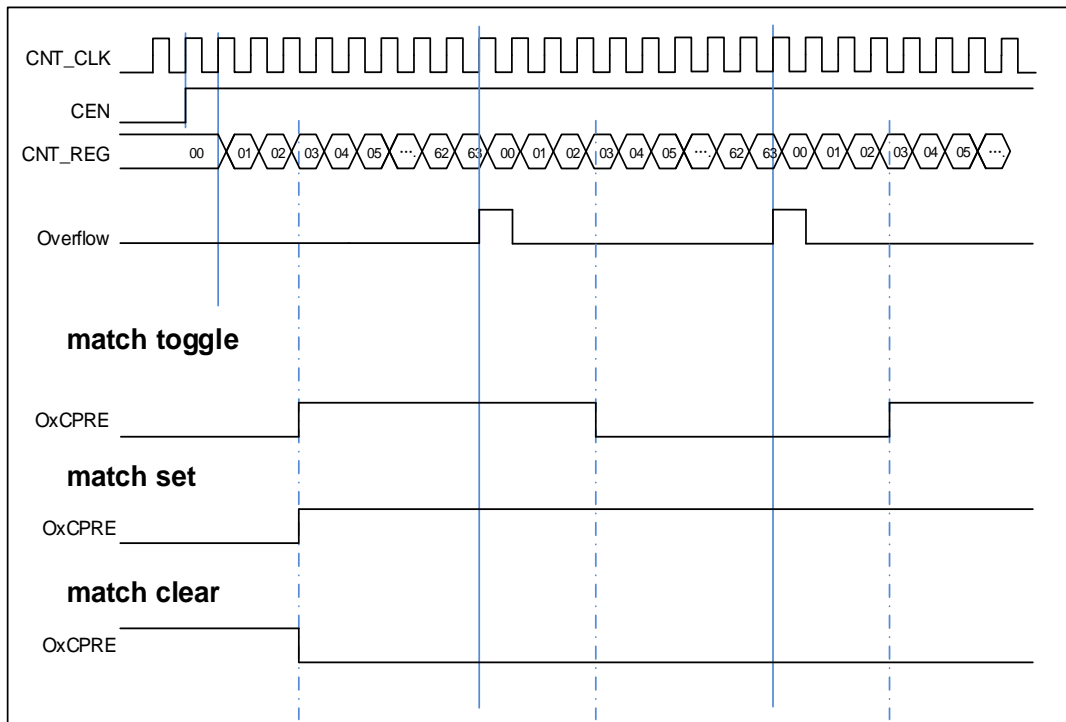 CNT_CLK
CEN
CNT_REG 00 01 02 03 04 05 …. 62 63 00 01 02 03 04 05 …. 62 63 00 01 02 03 04 05 ….
Overflow
match toggle
OxCPRE
match set
OxCPRE
match clear
OxCPRE